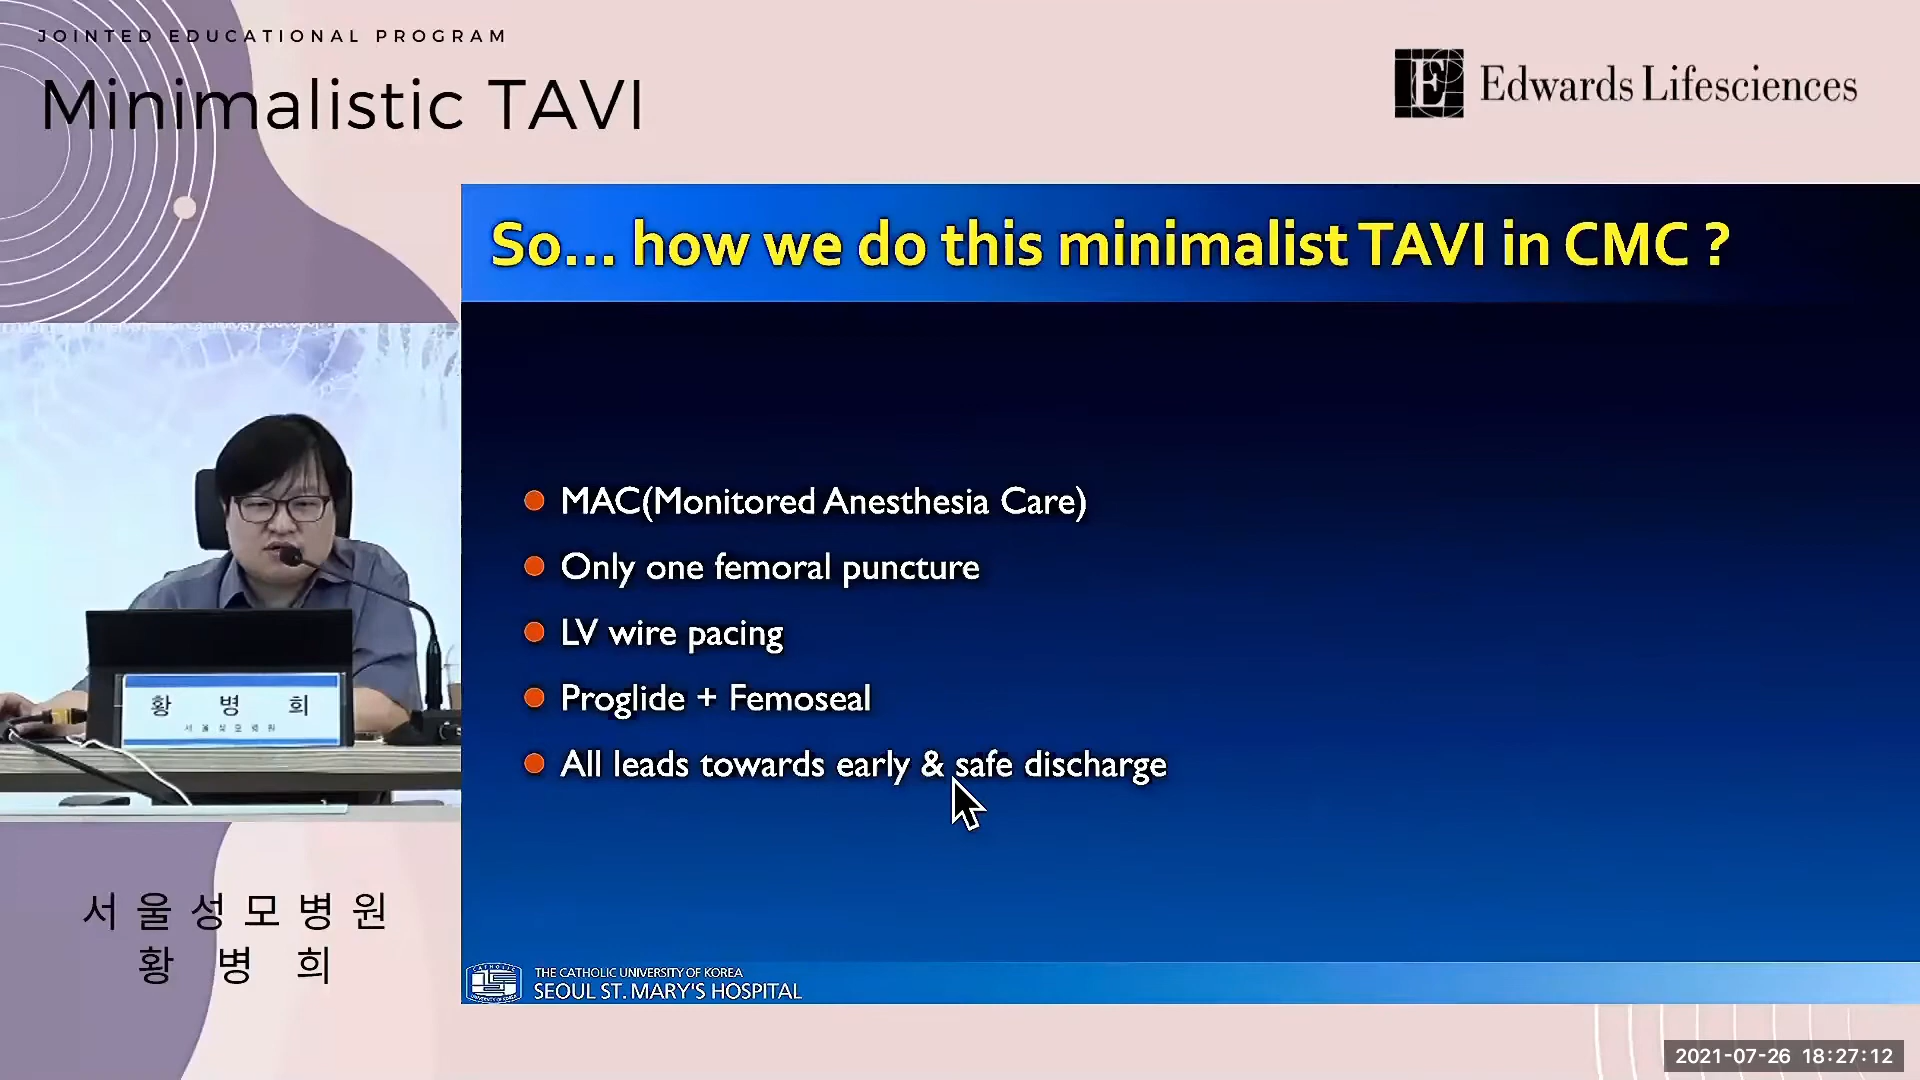 JOINTED EDUCATIONAL PROGRAM
Minimalistic TAVI
Edwards Lifesciences
So... how we do this minimalist TAVI in CMC ?
MAC(Monitored Anesthesia Care)
Only one femoral puncture
LV wire pacing
Proglide + Femoseal
All leads towards early & safe discharge
황 병 희
서울성모병원
서울성모병원
황 병 희
THE CATHOLIC UNIVERSITY OF KOREA
SEOUL ST. MARY'S HOSPITAL
2021-07-26 18:27:12